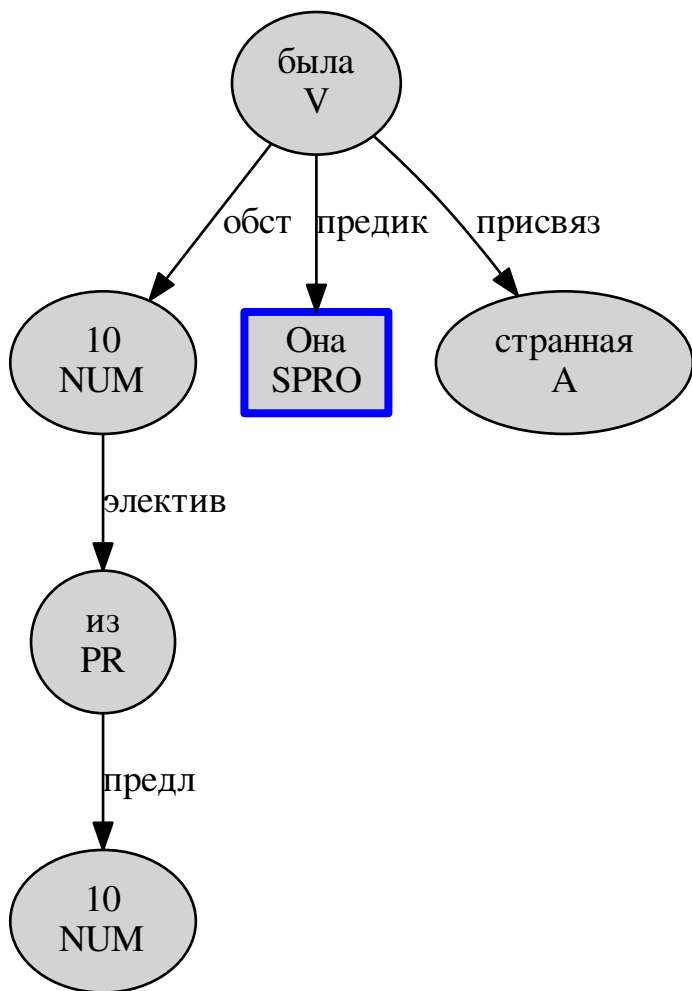 была
V
обст
предик
присвяз
10
NUM
Она
SPRO
странная
A
электив
из
PR
предл
10
NUM